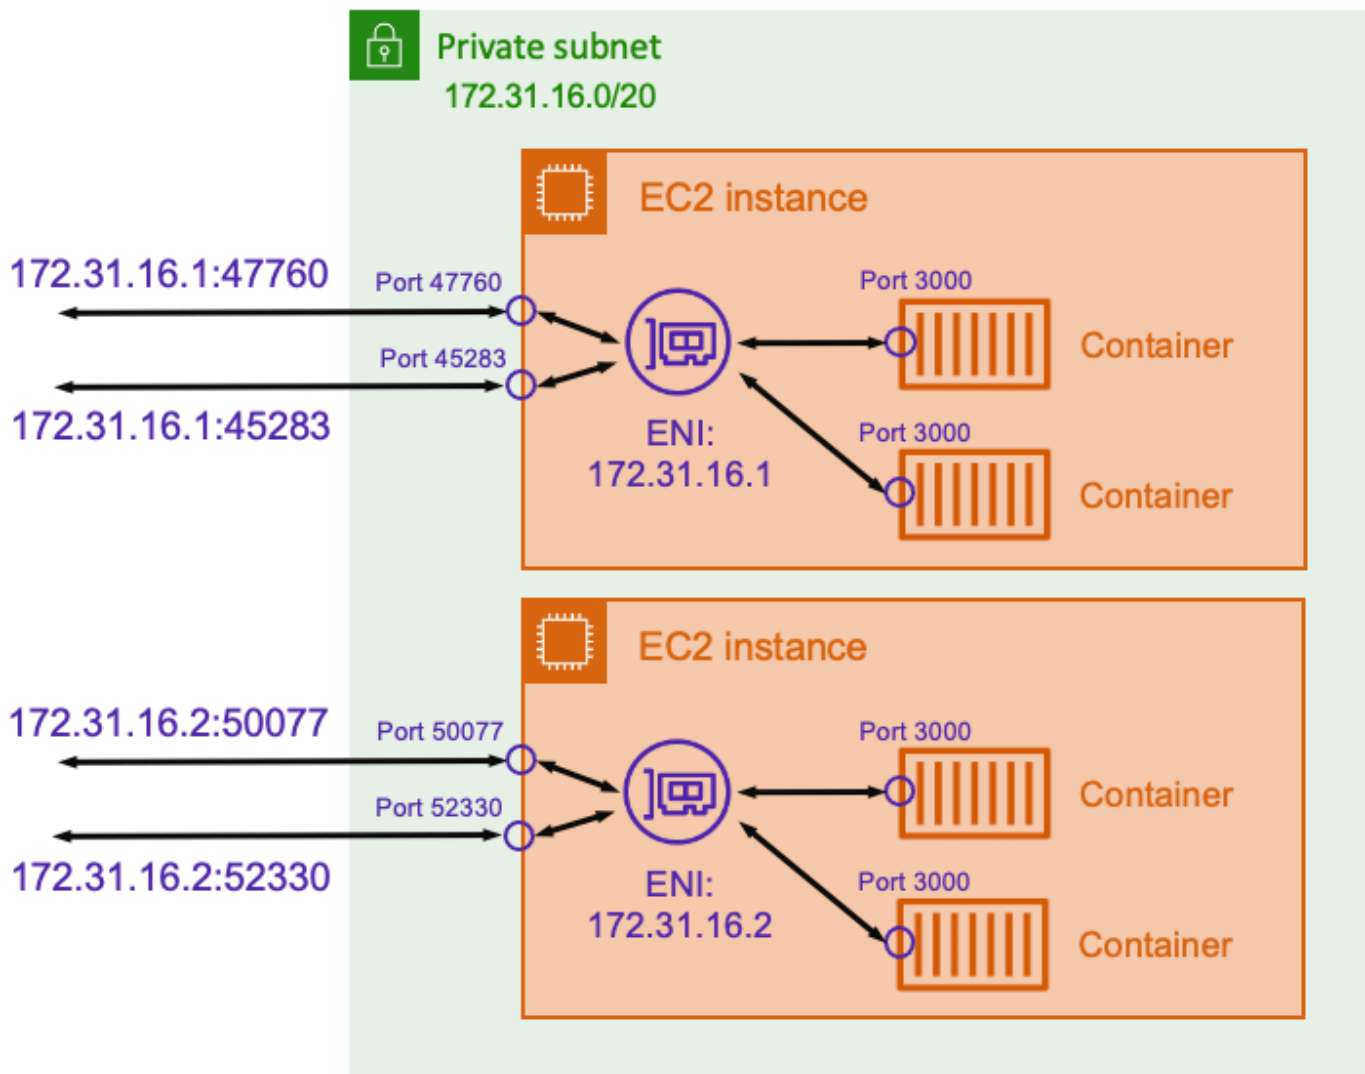 Private subnet
172.31.16.0/20
EC2 instance
172.31.16.1:47760
Port 47760
Port 3000
Container
Port 45283
172.31.16.1:45283
ENI:
172.31.16.1
Port 3000
Container
EC2 instance
172.31.16.2:50077
Port 50077
Port 3000
Container
Port 52330
172.31.16.2:52330
ENI:
172.31.16.2
Port 3000
Container